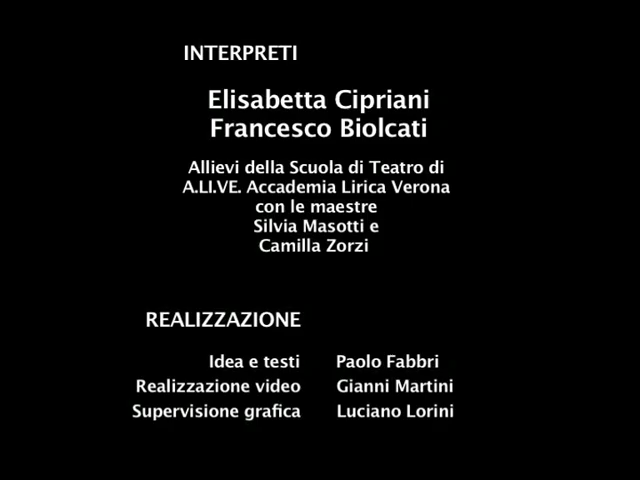 INTERPRETI
Elisabetta Cipriani
Francesco Biolcati
Allievi della Scuola di Teatro di
A.LI.VE. Accademia Lirica Verona
con le maestre
Silvia Masotti e
Camilla Zorzi
REALIZZAZIONE
Idea e testi Paolo Fabbri
Realizzazione video Gianni Martini
Supervisione grafica Luciano Lorini